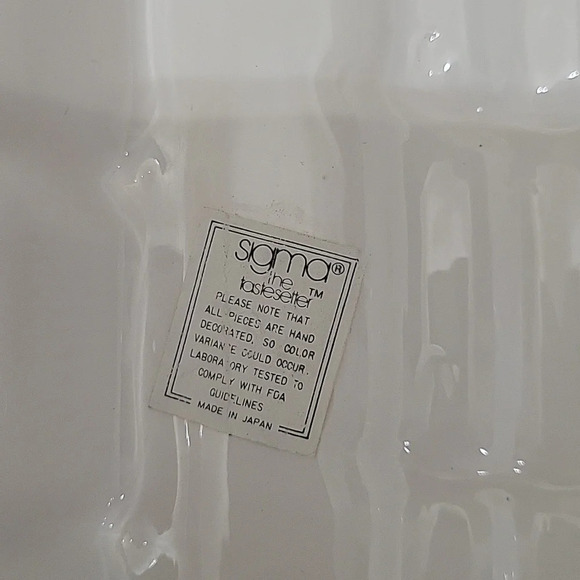 sigma®
the
tastesetter™
PLEASE NOTE THAT
ALL PIECES ARE HAND
DECORATED, SO COLOR
VARIANCE COULD OCCUR.
LABORATORY TESTED TO
COMPLY WITH FDA
GUIDELINES
MADE IN JAPAN